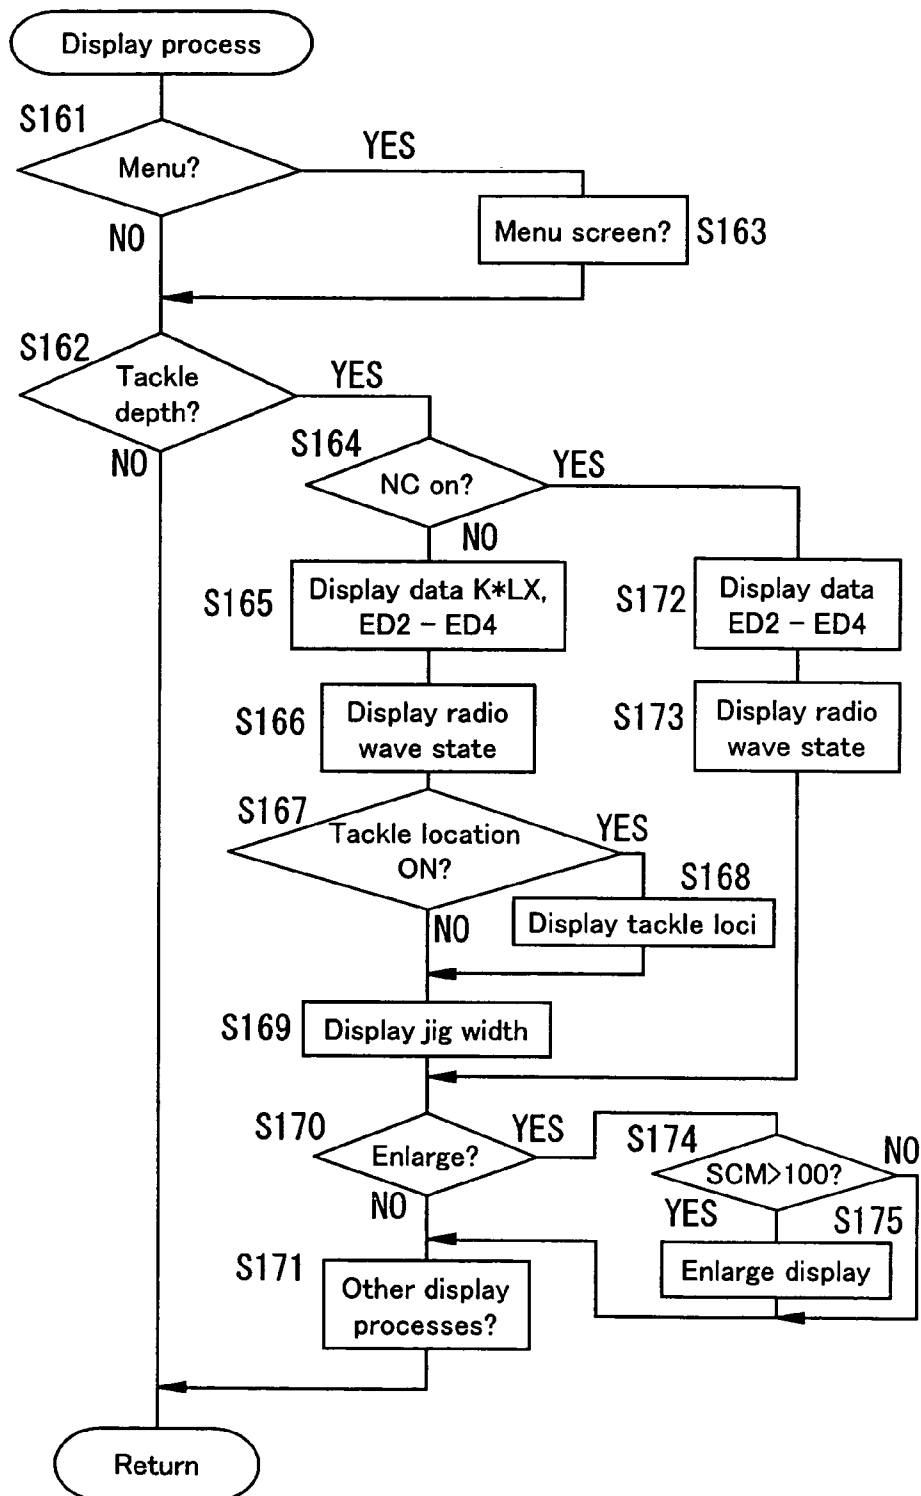 Display process
S161
Menu?
YES
NO
Menu screen?
S163
S162
Tackle
depth?
YES
NO
S164
NC on?
YES
NO
S165
Display data K*LX,
ED2 – ED4
S172
Display data
ED2 – ED4
S166
Display radio
wave state
S173
Display radio
wave state
S167
Tackle location
ON?
YES
NO
S168
Display tackle loci
S169
Display jig width
S170
Enlarge?
YES
NO
S174
SCM>100?
NO
YES
S175
Enlarge display
S171
Other display
processes?
Return